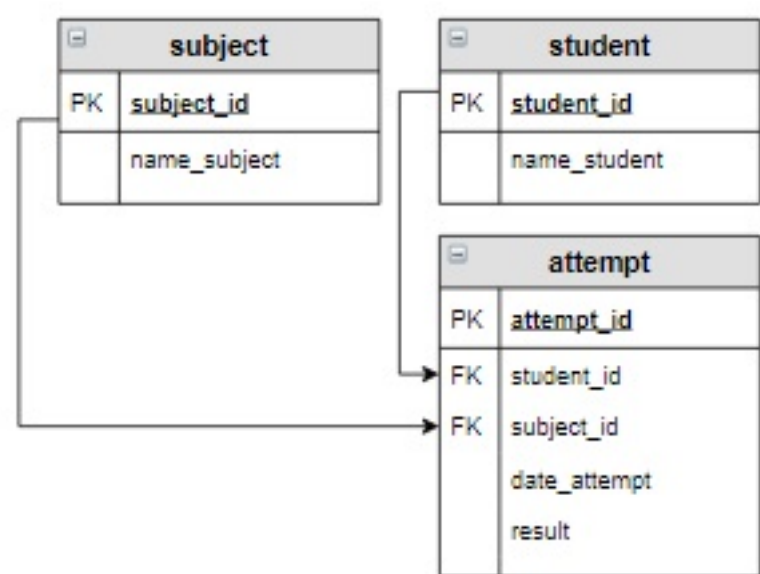 subject
PK subject_id
name_subject
student
PK student_id
name_student
attempt
PK attempt_id
FK student_id
FK subject_id
date_attempt
result